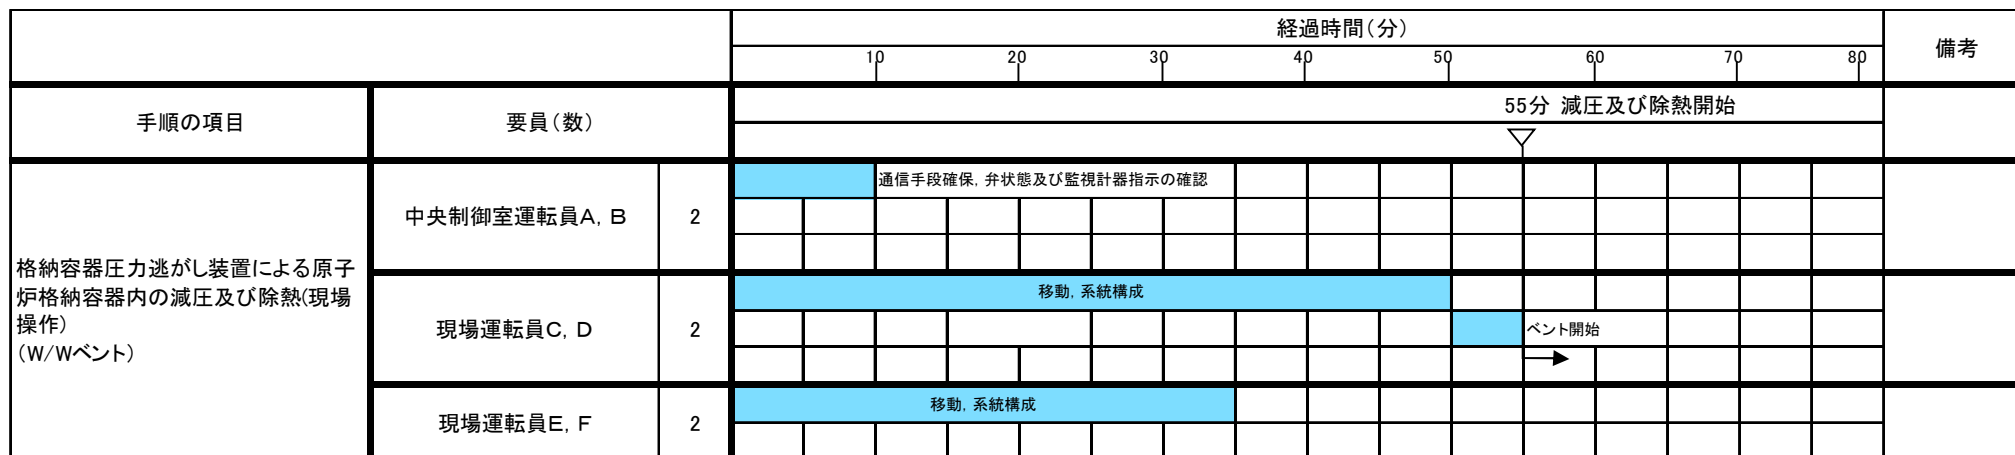 経過時間(分)
備考
10 20 30 40 50 60 70 80
手順の項目
要員(数)
55分 減圧及び除熱開始
通信手段確保, 弁状態及び監視計器指示の確認
中央制御室運転員A, B
2
格納容器圧力逃がし装置による原子
炉格納容器内の減圧及び除熱(現場
操作)
(W/Wベント)
移動, 系統構成
現場運転員C, D
2
ベント開始
移動, 系統構成
現場運転員E, F
2